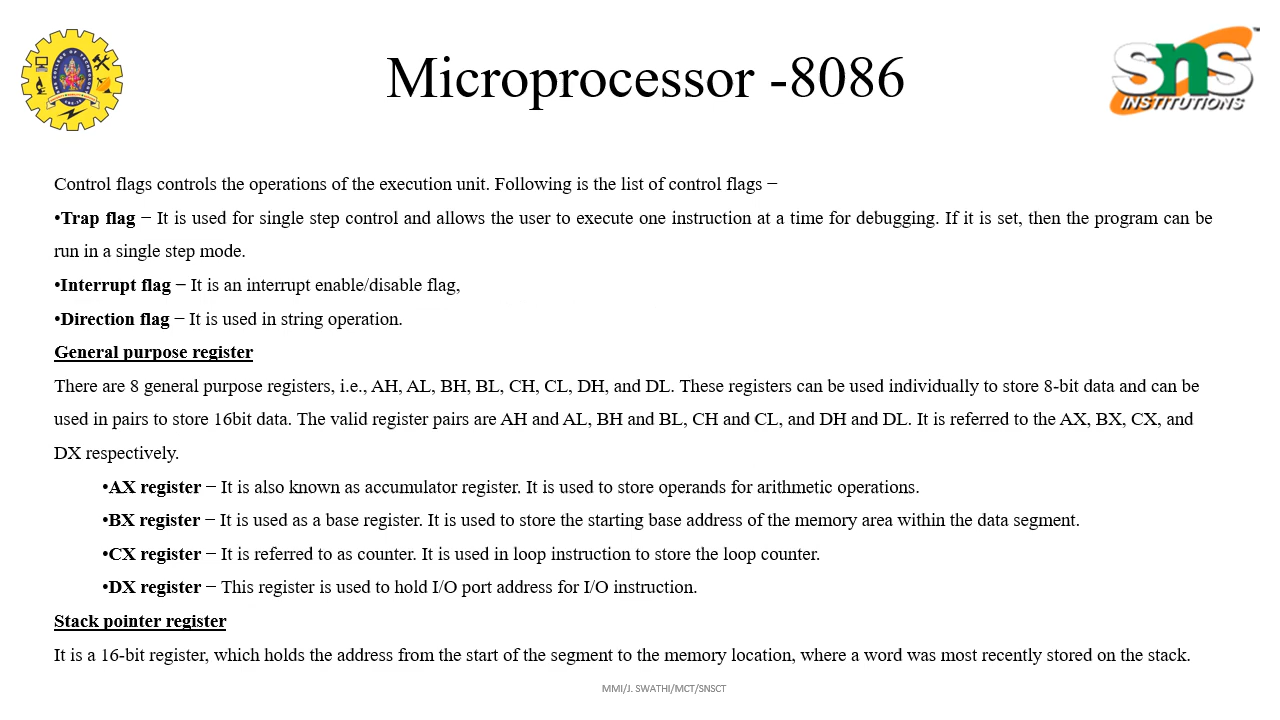 Microprocessor -8086
sns
INSTITUTIONS
TM
Control flags controls the operations of the execution unit. Following is the list of control flags −
•Trap flag − It is used for single step control and allows the user to execute one instruction at a time for debugging. If it is set, then the program can be
run in a single step mode.
•Interrupt flag − It is an interrupt enable/disable flag,
•Direction flag − It is used in string operation.
General purpose register
There are 8 general purpose registers, i.e., AH, AL, BH, BL, CH, CL, DH, and DL. These registers can be used individually to store 8-bit data and can be
used in pairs to store 16bit data. The valid register pairs are AH and AL, BH and BL, CH and CL, and DH and DL. It is referred to the AX, BX, CX, and
DX respectively.
•AX register − It is also known as accumulator register. It is used to store operands for arithmetic operations.
•BX register − It is used as a base register. It is used to store the starting base address of the memory area within the data segment.
•CX register − It is referred to as counter. It is used in loop instruction to store the loop counter.
•DX register − This register is used to hold I/O port address for I/O instruction.
Stack pointer register
It is a 16-bit register, which holds the address from the start of the segment to the memory location, where a word was most recently stored on the stack.
MMI/J. SWATHI/MCT/SNSCT